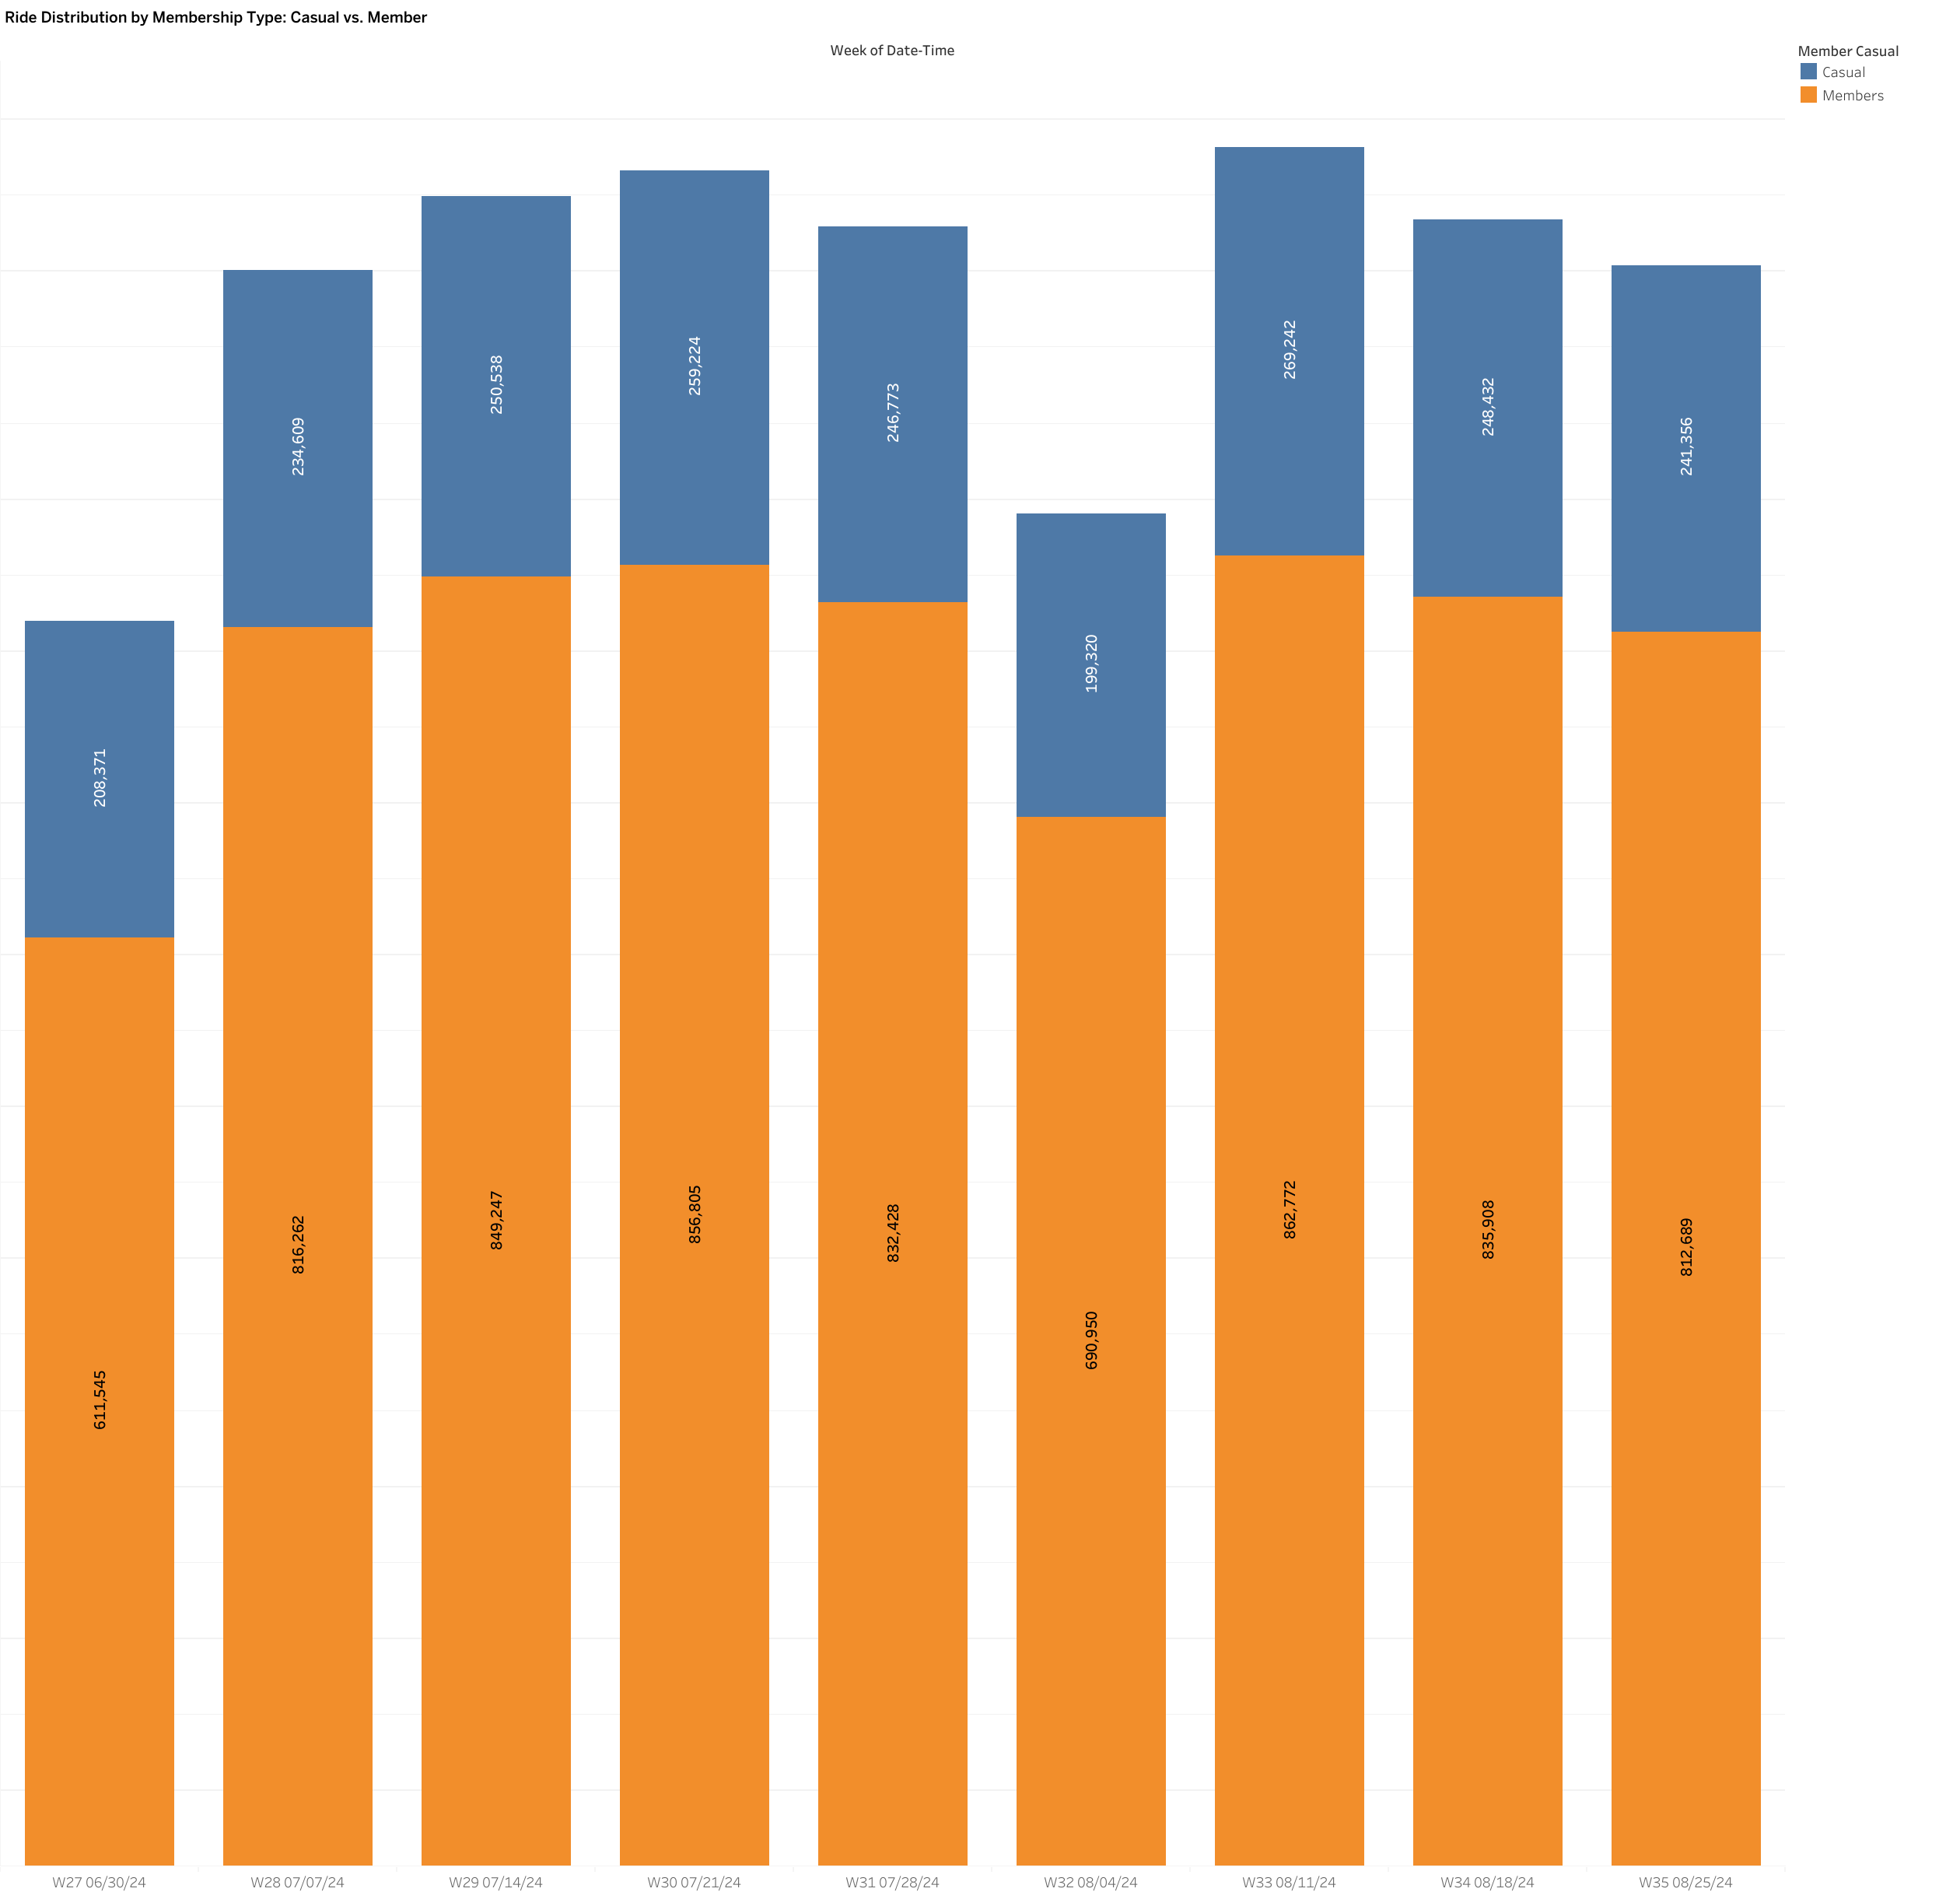 Ride Distribution by Membership Type: Casual vs. Member
Week of Date-Time
Member Casual
Casual
Members
208,371
611,545
234,609
816,262
250,538
849,247
259,224
856,805
246,773
832,428
199,320
690,950
269,242
862,772
248,432
835,908
241,356
812,689
W27 06/30/24
W28 07/07/24
W29 07/14/24
W30 07/21/24
W31 07/28/24
W32 08/04/24
W33 08/11/24
W34 08/18/24
W35 08/25/24